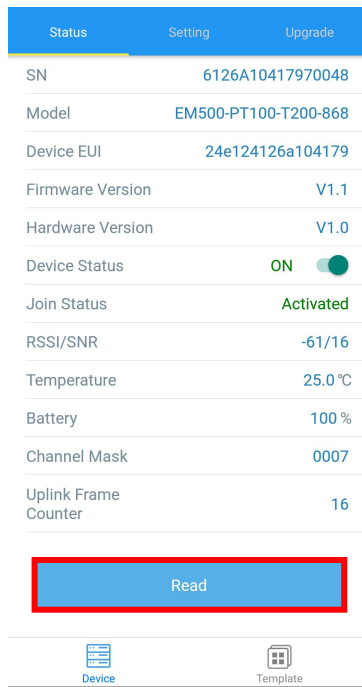 Status Setting Upgrade
SN 6126A10417970048
Model EM500-PT100-T200-868
Device EUI 24e124126a104179
Firmware Version V1.1
Hardware Version V1.0
Device Status ON
Join Status Activated
RSSI/SNR -61/16
Temperature 25.0 ℃
Battery 100 %
Channel Mask 0007
Uplink Frame
Counter 16
Read
Device Template